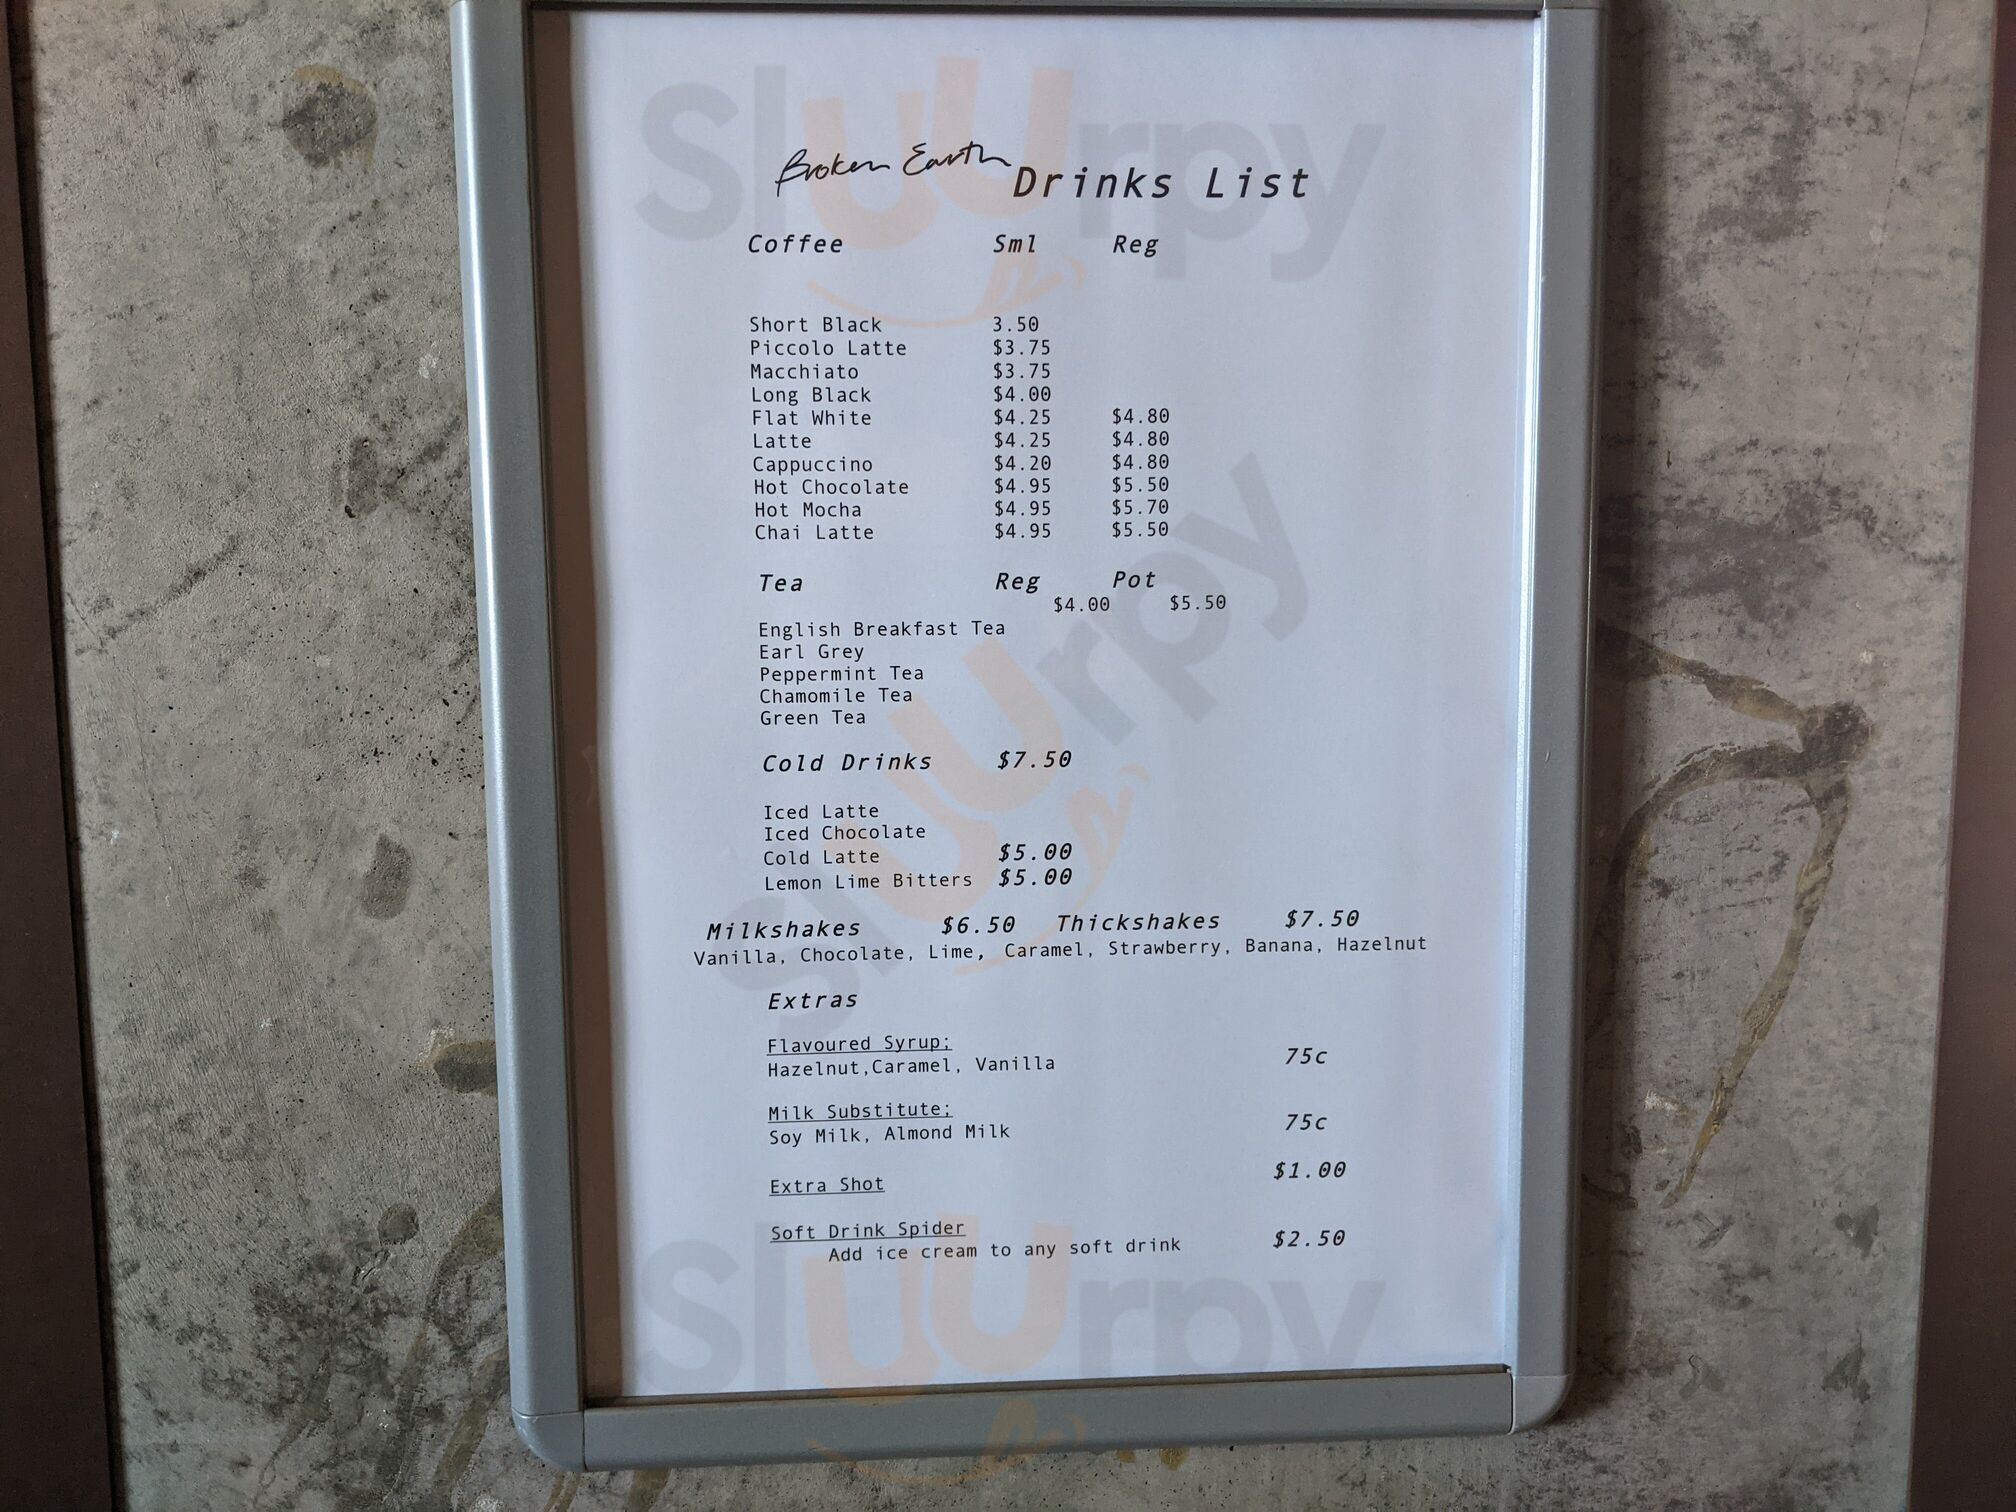 Broken Earth Drinks List
Coffee Sml Reg
Short Black 3.50
Piccolo Latte $3.75
Macchiato $3.75
Long Black $4.00
Flat White $4.25 $4.80
Latte $4.25 $4.80
Cappuccino $4.20 $4.80
Hot Chocolate $4.95 $5.50
Hot Mocha $4.95 $5.70
Chai Latte $4.95 $5.50
Tea Reg Pot
$4.00 $5.50
English Breakfast Tea
Earl Grey
Peppermint Tea
Chamomile Tea
Green Tea
Cold Drinks $7.50
Iced Latte
Iced Chocolate
Cold Latte $5.00
Lemon Lime Bitters $5.00
Milkshakes $6.50 Thickshakes $7.50
Vanilla, Chocolate, Lime, Caramel, Strawberry, Banana, Hazelnut
Extras
Flavoured Syrup;
Hazelnut,Caramel, Vanilla 75c
Milk Substitute;
Soy Milk, Almond Milk 75c
Extra Shot $1.00
Soft Drink Spider
Add ice cream to any soft drink $2.50
Sluurpy
Sluurpy
Sluurpy